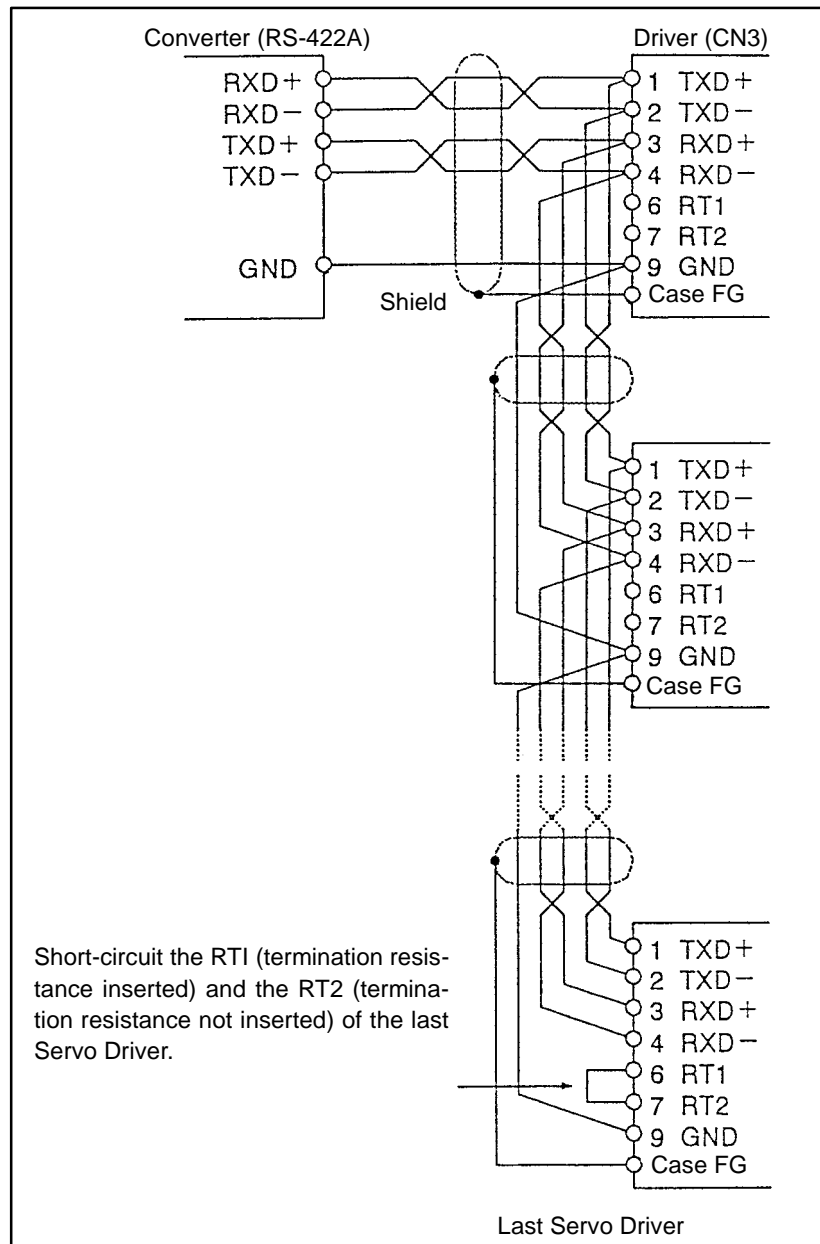 Converter (RS-422A)
Driver (CN3)
RXD+
RXD−
TXD+
TXD−
GND
Shield
1 TXD+
2 TXD−
3 RXD+
4 RXD−
6 RT1
7 RT2
9 GND
Case FG
1 TXD+
2 TXD−
3 RXD+
4 RXD−
6 RT1
7 RT2
9 GND
Case FG
Short-circuit the RTI (termination resis-
tance inserted) and the RT2 (termina-
tion resistance not inserted) of the last
Servo Driver.
1 TXD+
2 TXD−
3 RXD+
4 RXD−
6 RT1
7 RT2
9 GND
Case FG
Last Servo Driver